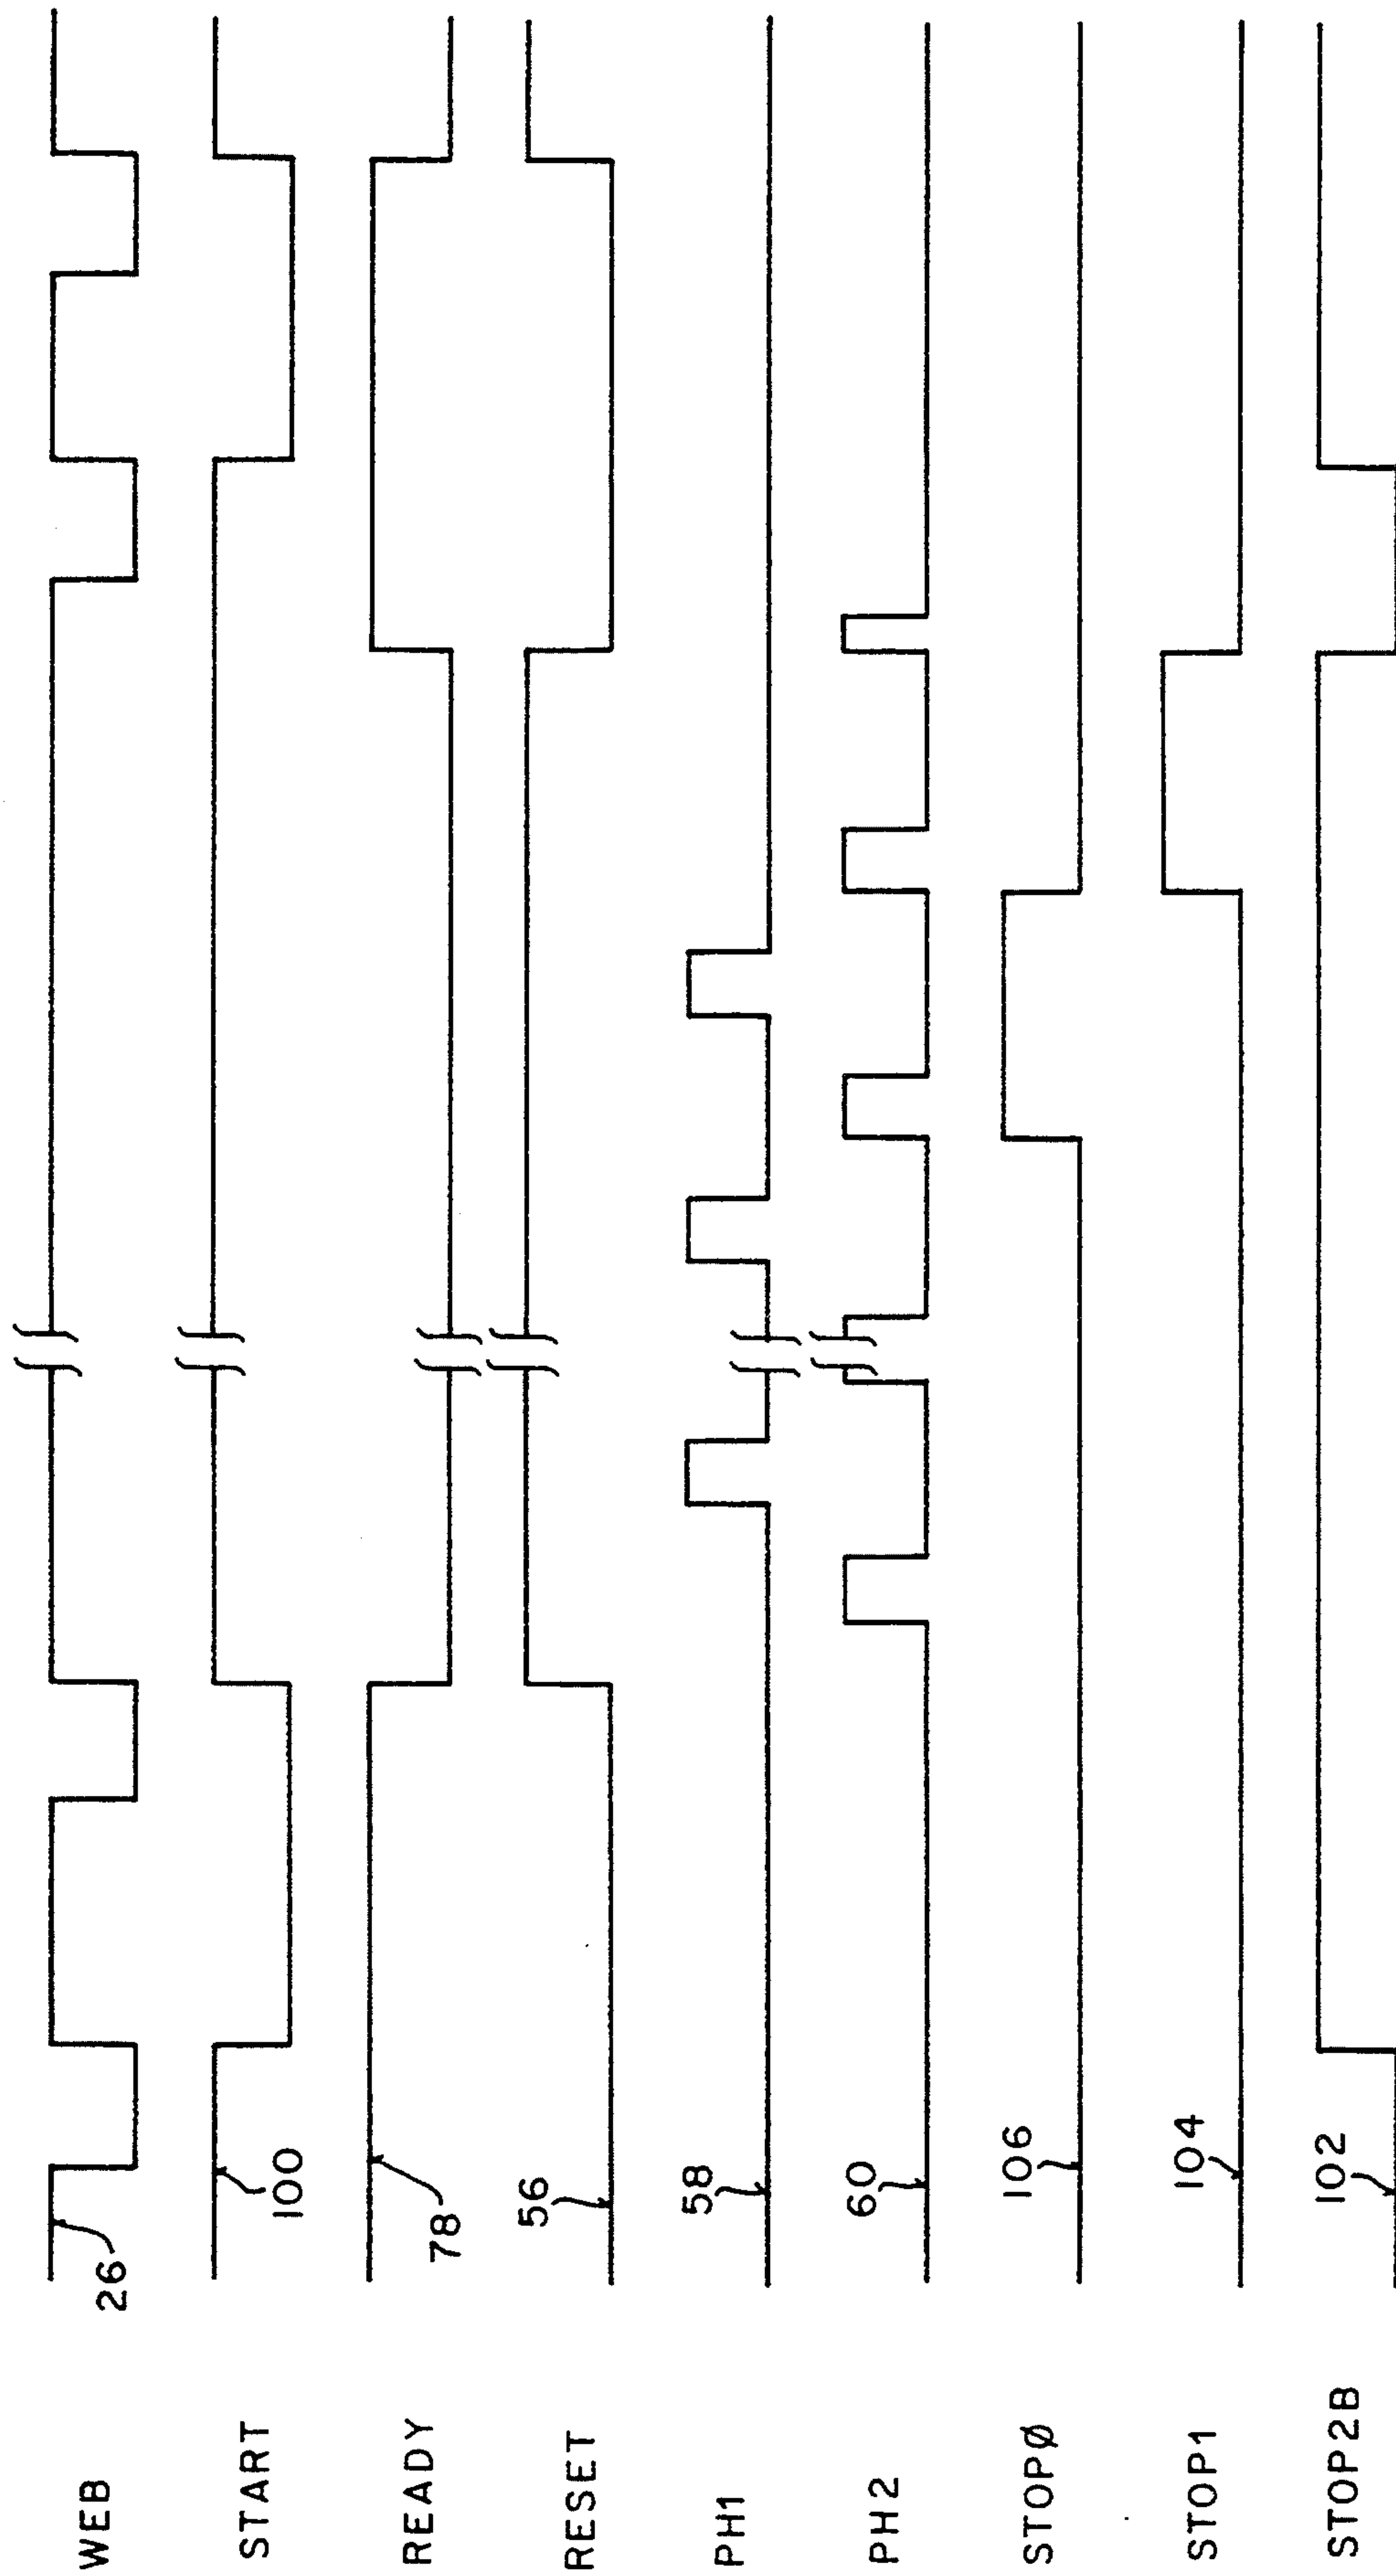 WEB
26
START
100
READY
78
RESET
56
PH1
58
PH2
60
STOPØ
106
STOP1
104
STOP2B
102